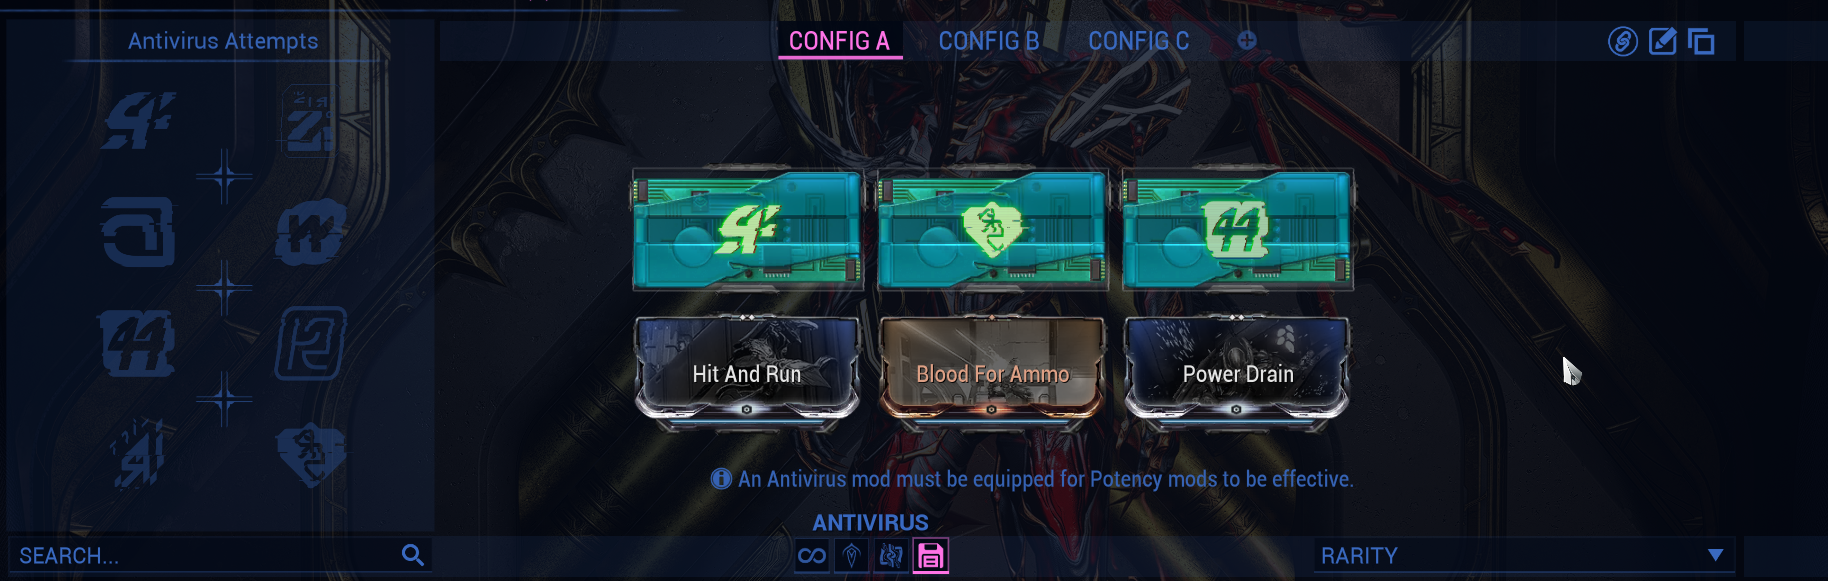 Antivirus Attempts
CONFIG A
CONFIG B
CONFIG C
Hit And Run
Blood For Ammo
Power Drain
An Antivirus mod must be equipped for Potency mods to be effective.
ANTIVIRUS
SEARCH...
RARITY